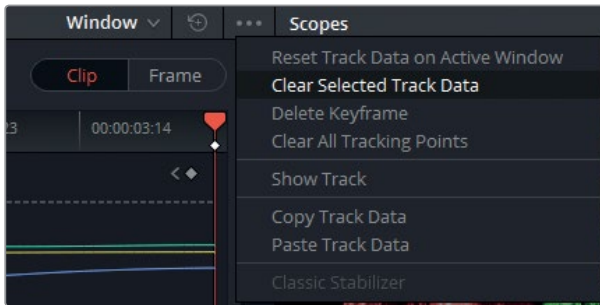 Window
Scopes
Clip
Frame
23
00:00:03:14
Reset Track Data on Active Window
Clear Selected Track Data
Delete Keyframe
Clear All Tracking Points
Show Track
Copy Track Data
Paste Track Data
Classic Stabilizer